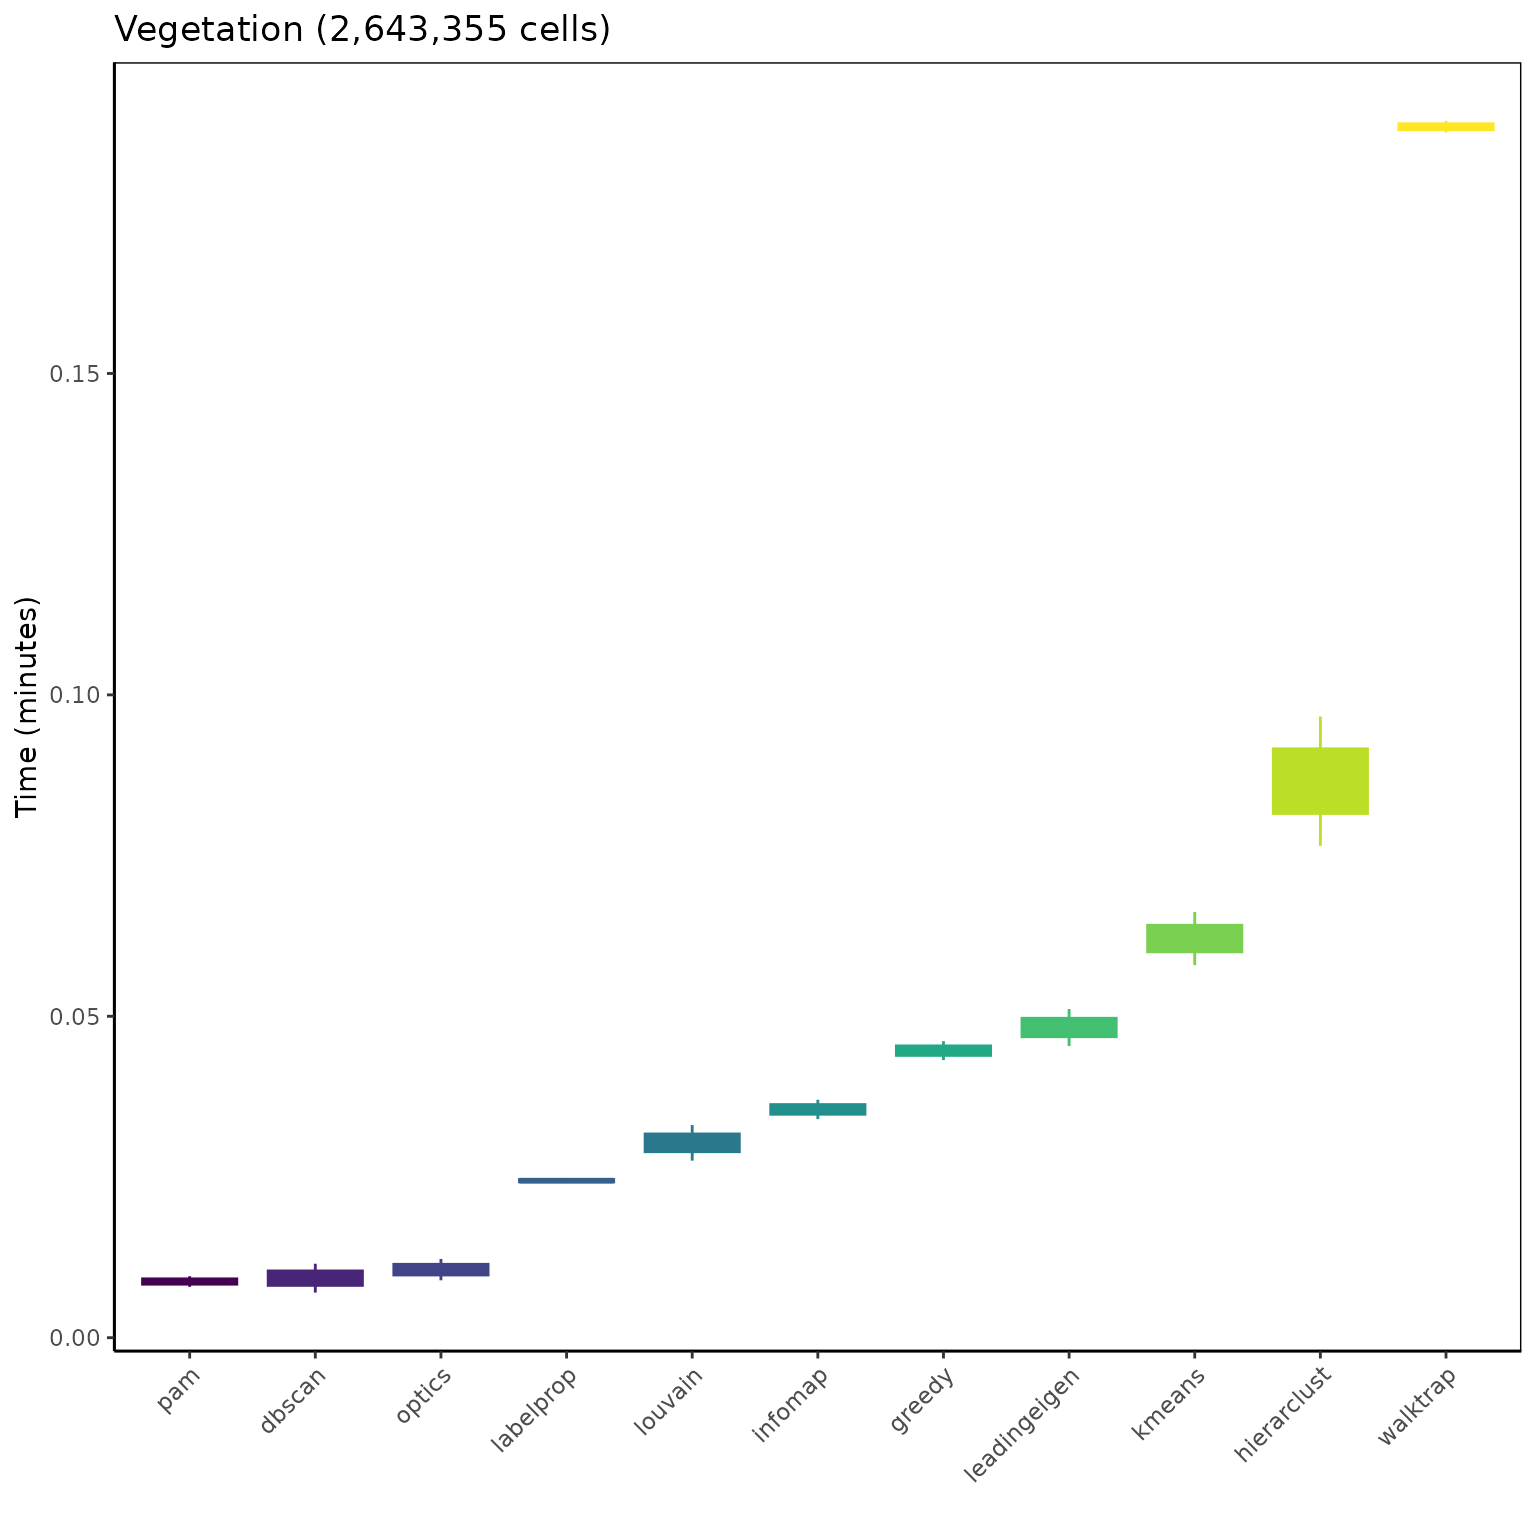 Vegetation (2,643,355 cells)
Time (minutes)
0.15
0.10
0.05
0.00
pam
dbscan
optics
labelprop
louvain
infomap
greedy
leadingeigen
kmeans
hierarclust
walktrap